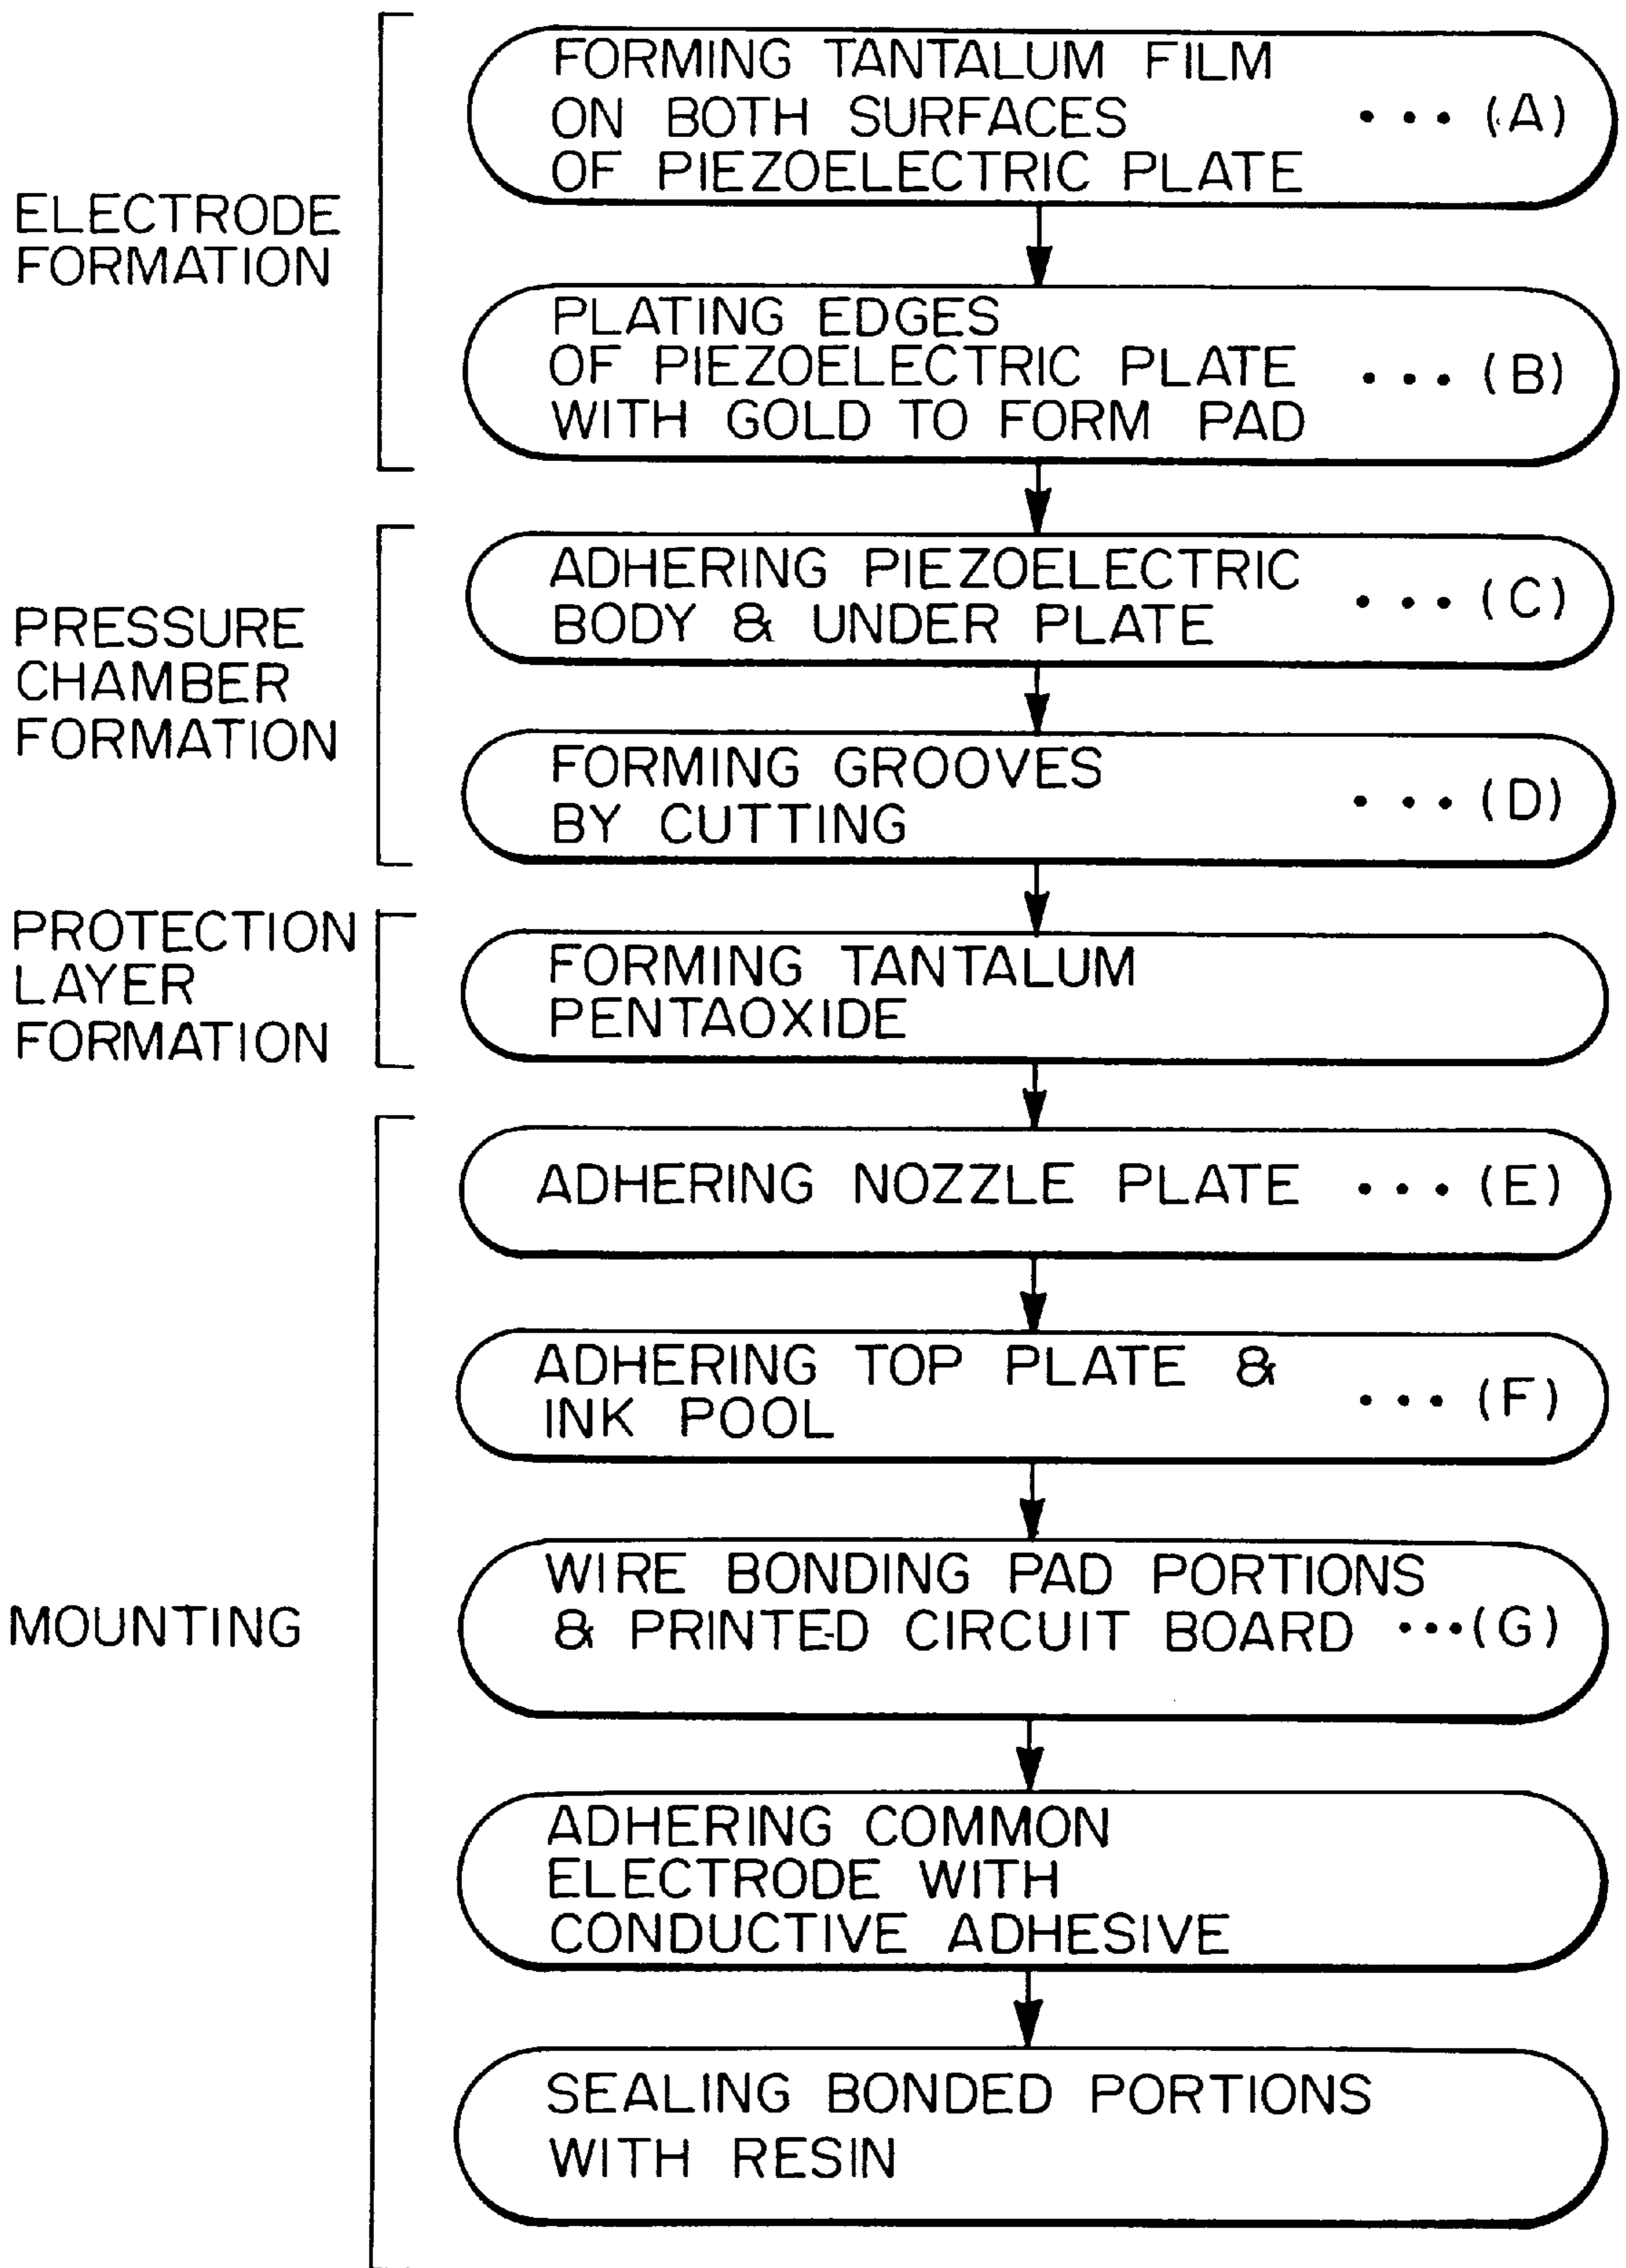 ELECTRODE
FORMATION
FORMING TANTALUM FILM
ON BOTH SURFACES
OF PIEZOELECTRIC PLATE
••• (A)
PLATING EDGES
OF PIEZOELECTRIC PLATE
WITH GOLD TO FORM PAD
••• (B)
PRESSURE
CHAMBER
FORMATION
ADHERING PIEZOELECTRIC
BODY & UNDER PLATE
••• (C)
FORMING GROOVES
BY CUTTING
••• (D)
PROTECTION
LAYER
FORMATION
FORMING TANTALUM
PENTAOXIDE
MOUNTING
ADHERING NOZZLE PLATE ••• (E)
ADHERING TOP PLATE &
INK POOL
••• (F)
WIRE BONDING PAD PORTIONS
& PRINTED CIRCUIT BOARD •••(G)
ADHERING COMMON
ELECTRODE WITH
CONDUCTIVE ADHESIVE
SEALING BONDED PORTIONS
WITH RESIN